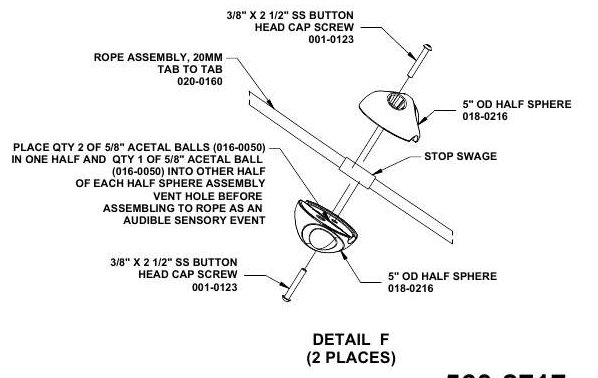 3/8" X 2 1/2" SS BUTTON
HEAD CAP SCREW
001-0123
ROPE ASSEMBLY, 20MM
TAB TO TAB
020-0160
5" OD HALF SPHERE
018-0216
PLACE QTY 2 OF 5/8" ACETAL BALLS (016-0050)
IN ONE HALF AND QTY 1 OF 5/8" ACETAL BALL
(016-0050) INTO OTHER HALF
OF EACH HALF SPHERE ASSEMBLY
VENT HOLE BEFORE
ASSEMBLING TO ROPE AS AN
AUDIBLE SENSORY EVENT
STOP SWAGE
3/8" X 2 1/2" SS BUTTON
HEAD CAP SCREW
001-0123
5" OD HALF SPHERE
018-0216
DETAIL F
(2 PLACES)